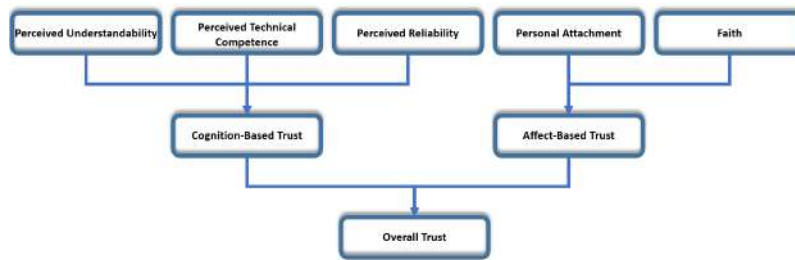 Perceived Understandability
Perceived Technical
Competence
Perceived Reliability
Personal Attachment
Faith
Cognition-Based Trust
Affect-Based Trust
Overall Trust